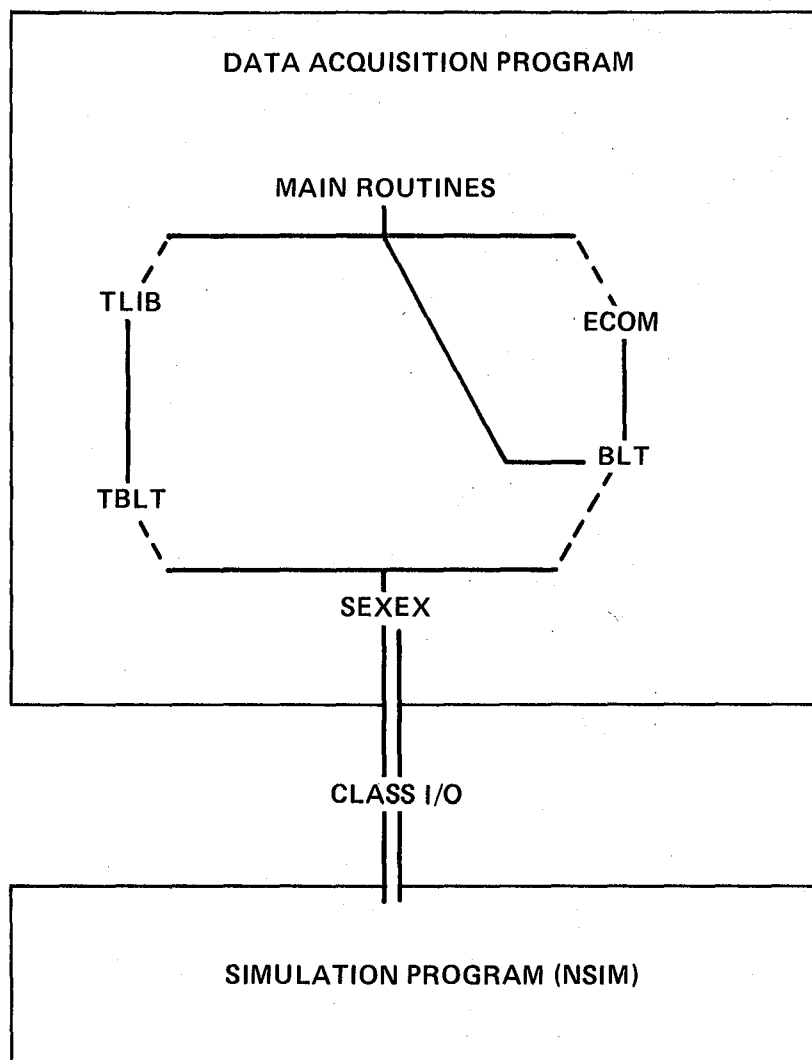 DATA ACQUISITION PROGRAM
MAIN ROUTINES
TLIB
ECOM
BLT
TBLT
SEXEX
CLASS I/O
SIMULATION PROGRAM (NSIM)